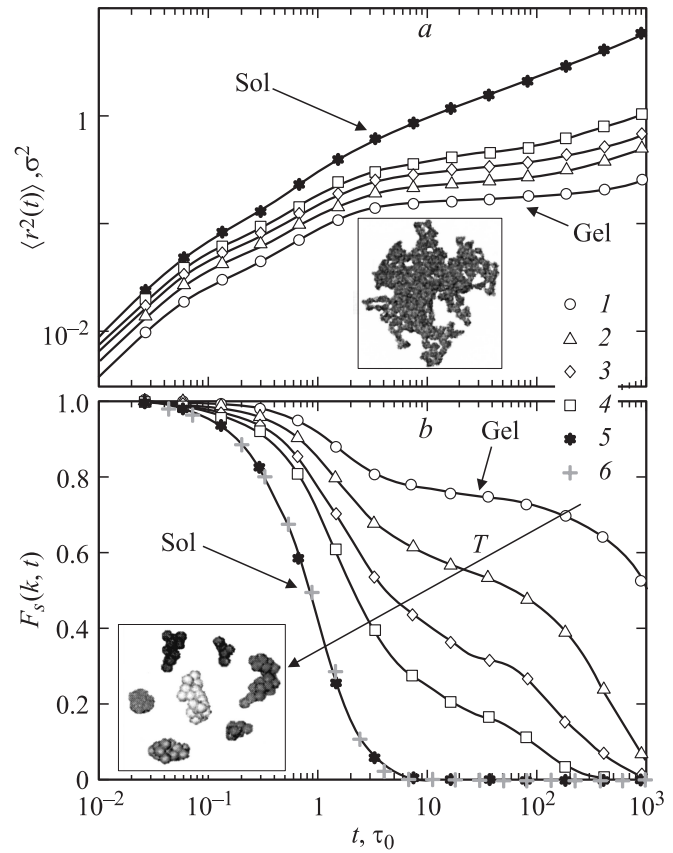 a
1
Sol
⟨r²(t)⟩, σ²
Gel
10⁻²
1
2
3
4
5
6
1.0
b
Gel
0.8
0.6
T
Sol
F_s(k, t)
0.4
0.2
0
10⁻² 10⁻¹ 1 10 10² 10³
t, τ₀